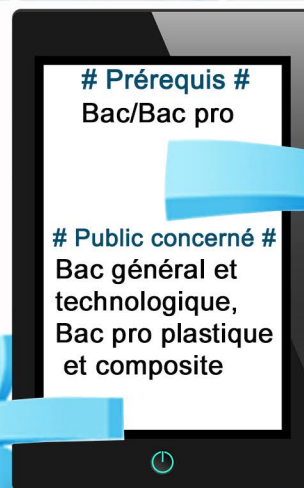 # Prérequis #
Bac/Bac pro
# Public concerné #
Bac général et
technologique,
Bac pro plastique
et composite